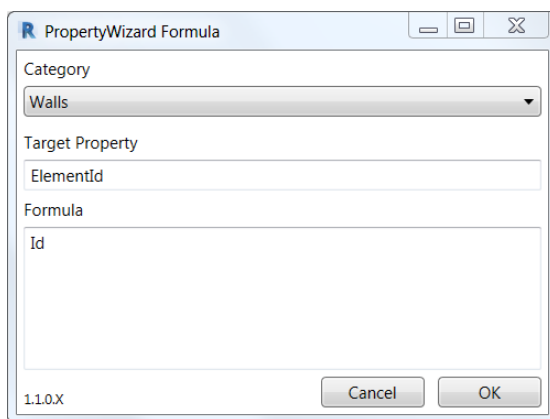 PropertyWizard Formula
Category
Walls
Target Property
ElementId
Formula
Id
1.1.0.X
Cancel
OK